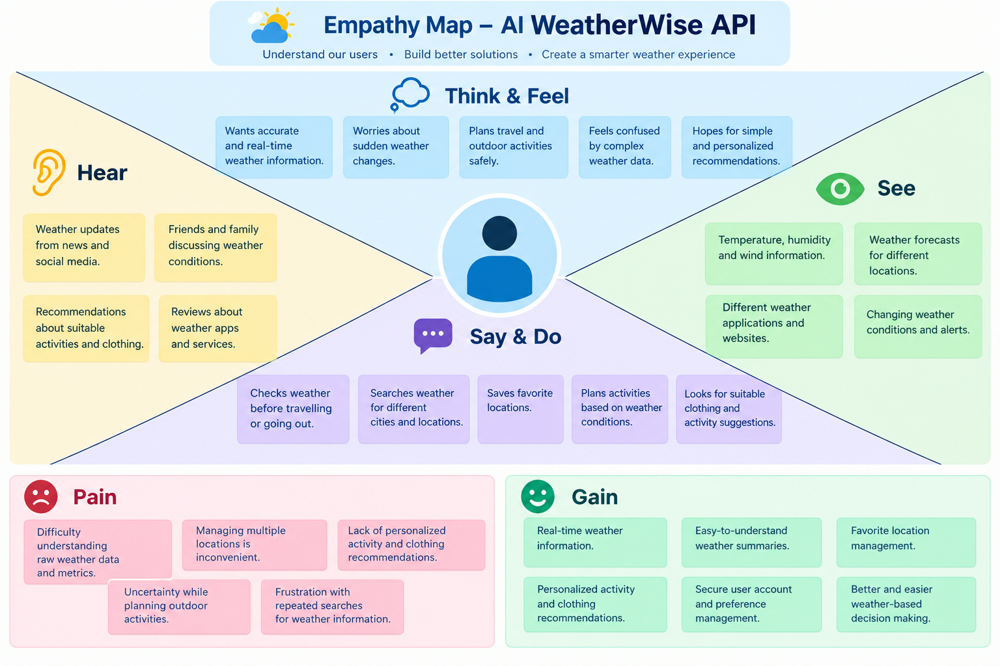 Empathy Map – AI WeatherWise API
Understand our users • Build better solutions • Create a smarter weather experience
Think & Feel
Wants accurate
and real-time
weather information.
Worries about
sudden weather
changes.
Plans travel and
outdoor activities
safely.
Feels confused
by complex
weather data.
Hopes for simple
and personalized
recommendations.
Hear
Weather updates
from news and
social media.
Friends and family
discussing weather
conditions.
Recommendations
about suitable
activities and clothing.
Reviews about
weather apps
and services.
See
Temperature, humidity
and wind information.
Weather forecasts
for different
locations.
Different weather
applications and
websites.
Changing weather
conditions and alerts.
Say & Do
Checks weather
before travelling
or going out.
Searches weather
for different
cities and locations.
Saves favorite
locations.
Plans activities
based on weather
conditions.
Looks for suitable
clothing and
activity suggestions.
Pain
Difficulty
understanding
raw weather data
and metrics.
Managing multiple
locations is
inconvenient.
Lack of personalized
activity and clothing
recommendations.
Uncertainty while
planning outdoor
activities.
Frustration with
repeated searches
for weather information.
Gain
Real-time weather
information.
Easy-to-understand
weather summaries.
Favorite location
management.
Personalized activity
and clothing
recommendations.
Secure user account
and preference
management.
Better and easier
weather-based
decision making.